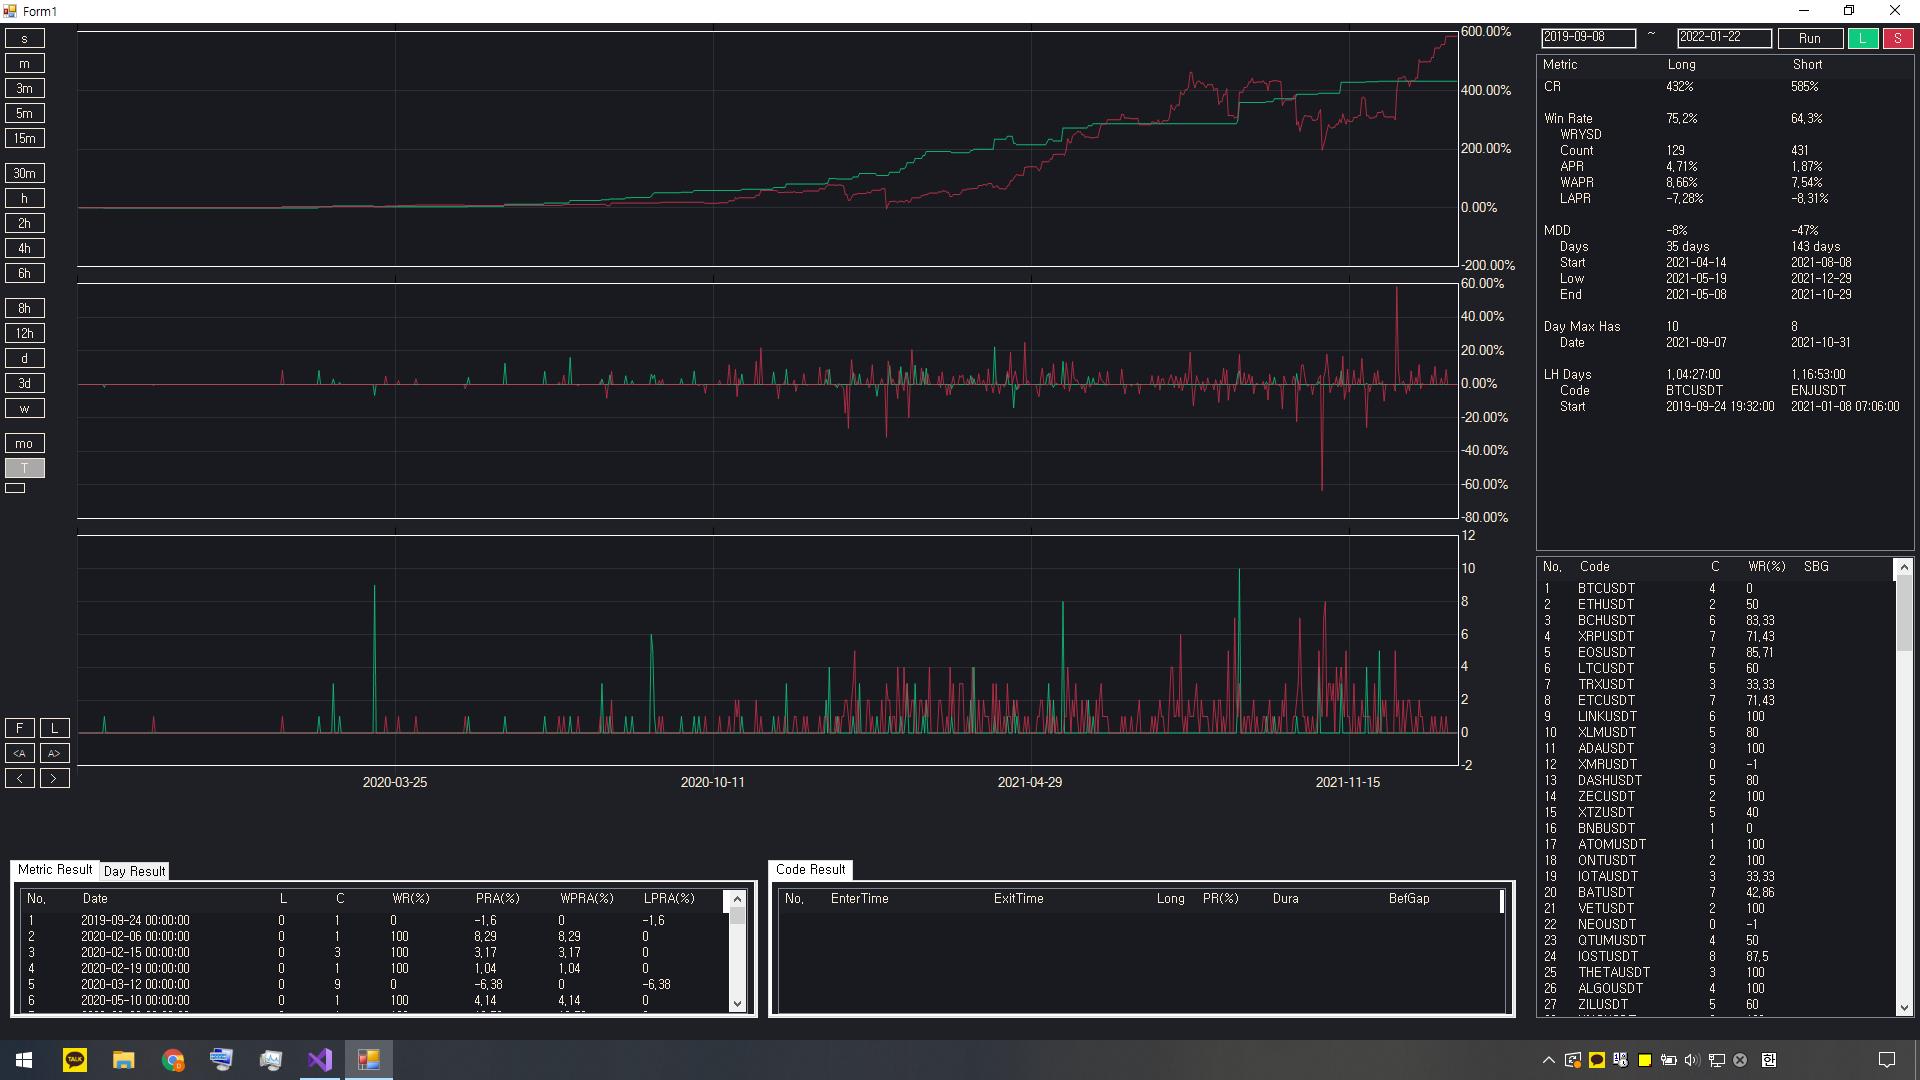 Form1
s
m
3m
5m
15m
30m
h
2h
4h
6h
8h
12h
d
3d
w
mo
T
F L
<A A>
< >
600.00%
400.00%
200.00%
0.00%
-200.00%
60.00%
40.00%
20.00%
0.00%
-20.00%
-40.00%
-60.00%
-80.00%
12
10
8
6
4
2
0
-2
2020-03-25 2020-10-11 2021-04-29 2021-11-15
2019-09-08 ~ 2022-01-22 Run L S
Metric Long Short
CR 432% 585%
Win Rate 75,2% 64,3%
WRYSD
Count 129 431
APR 4,71% 1,87%
WAPR 8,66% 7,54%
LAPR -7,28% -8,31%
MDD -8% -47%
Days 35 days 143 days
Start 2021-04-14 2021-08-08
Low 2021-05-19 2021-12-29
End 2021-05-08 2021-10-29
Day Max Has 10 8
Date 2021-09-07 2021-10-31
LH Days 1,04:27:00 1,16:53:00
Code BTCUSDT ENJUSDT
Start 2019-09-24 19:32:00 2021-01-08 07:06:00
No, Code C WR(%) SBG
1 BTCUSDT 4 0
2 ETHUSDT 2 50
3 BCHUSDT 6 83,33
4 XRPUSDT 7 71,43
5 EOSUSDT 7 85,71
6 LTCUSDT 5 60
7 TRXUSDT 3 33,33
8 ETCUSDT 7 71,43
9 LINKUSDT 6 100
10 XLMUSDT 5 80
11 ADAUSDT 3 100
12 XMRUSDT 0 -1
13 DASHUSDT 5 80
14 ZECUSDT 2 100
15 XTZUSDT 5 40
16 BNBUSDT 1 0
17 ATOMUSDT 1 100
18 ONTUSDT 2 100
19 IOTAUSDT 3 33,33
20 BATUSDT 7 42,86
21 VETUSDT 2 100
22 NEOUSDT 0 -1
23 QTUMUSDT 4 50
24 IOSTUSDT 8 87,5
25 THETAUSDT 3 100
26 ALGOUSDT 4 100
27 ZILUSDT 5 60
Metric Result Day Result
No, Date L C WR(%) PRA(%) WPRA(%) LPRA(%)
1 2019-09-24 00:00:00 0 1 0 -1,6 0 -1,6
2 2020-02-06 00:00:00 0 1 100 8,29 8,29 0
3 2020-02-15 00:00:00 0 3 100 3,17 3,17 0
4 2020-02-19 00:00:00 0 1 100 1,04 1,04 0
5 2020-03-12 00:00:00 0 9 0 -6,38 0 -6,38
6 2020-05-10 00:00:00 0 1 100 4,14 4,14 0
Code Result
No, EnterTime ExitTime Long PR(%) Dura BefGap
TALK